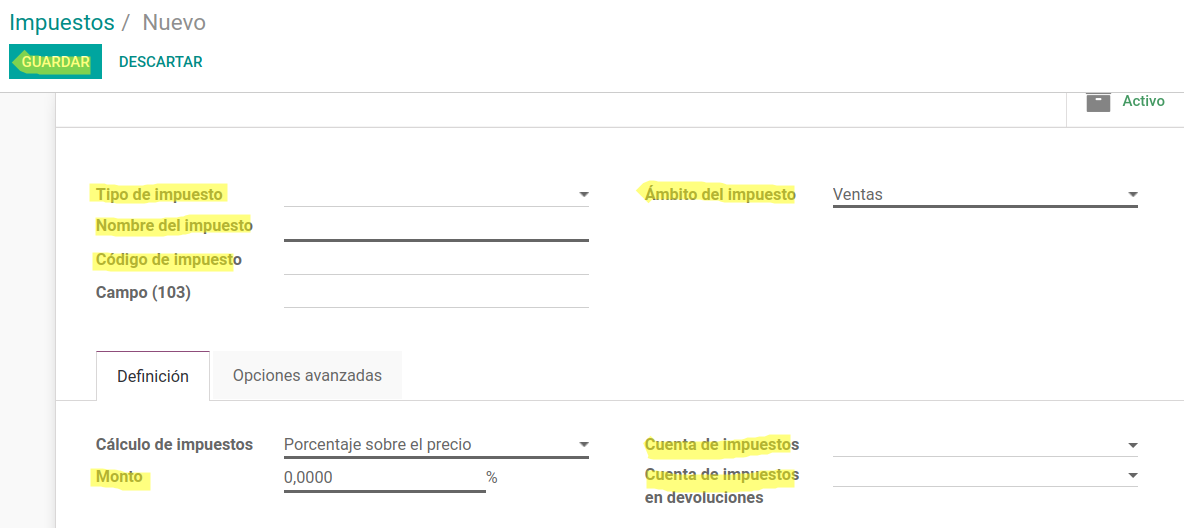 Impuestos / Nuevo
GUARDAR DESCARTAR
Activo
Tipo de impuesto
Ámbito del impuesto Ventas
Nombre del impuesto
Código de impuesto
Campo (103)
Definición Opciones avanzadas
Cálculo de impuestos Porcentaje sobre el precio
Cuenta de impuestos
Monto 0,0000 %
Cuenta de impuestos
en devoluciones